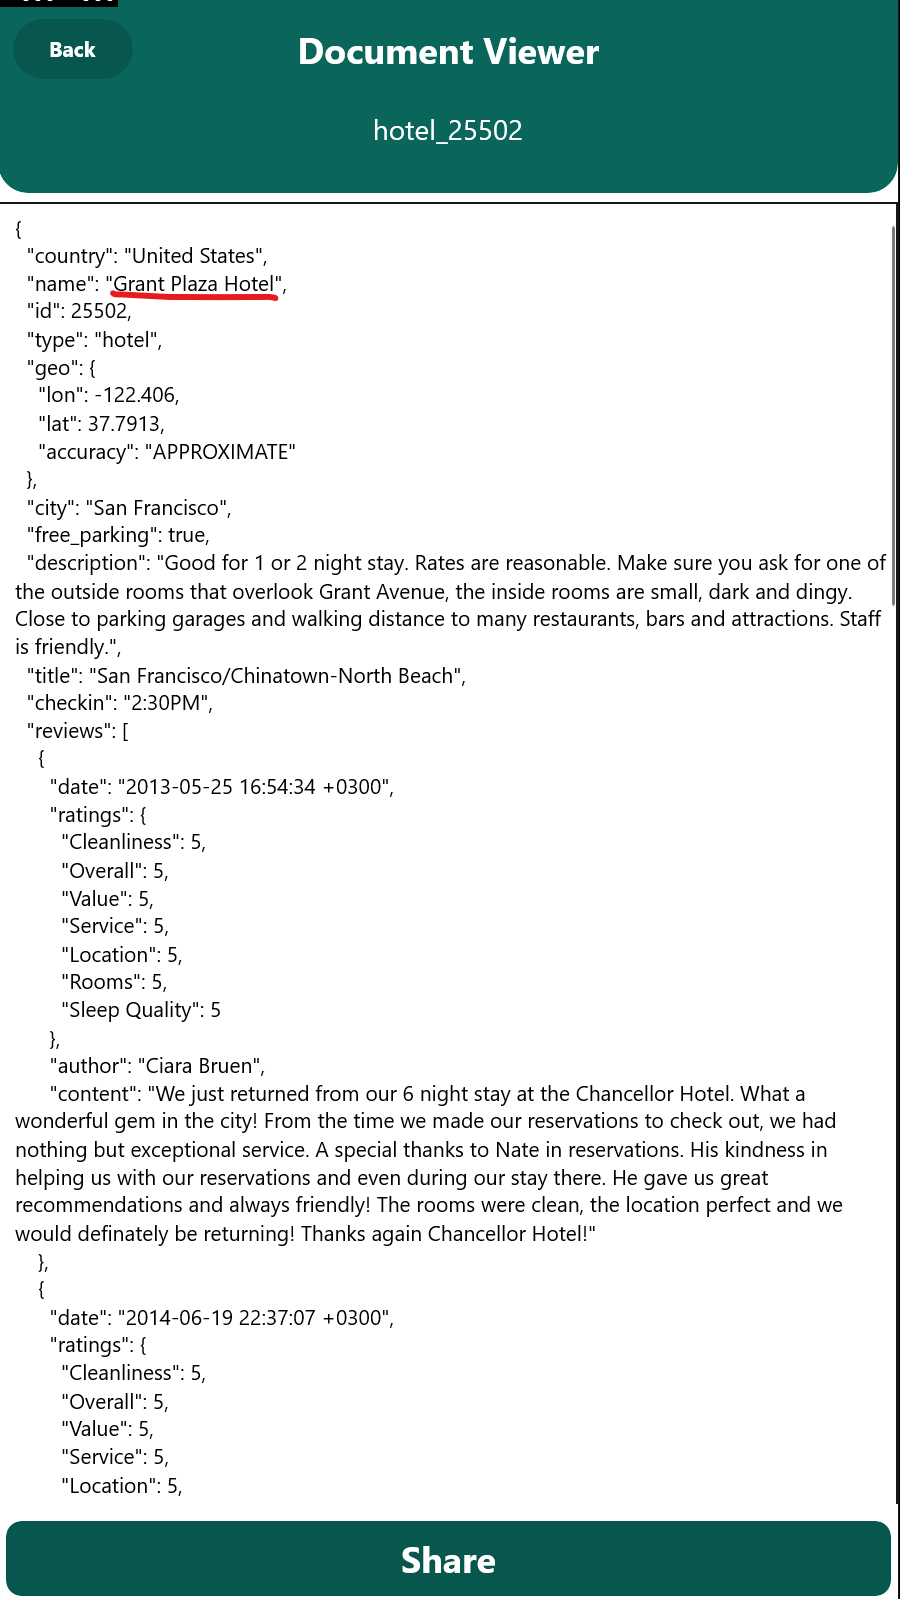 Back
Document Viewer
hotel_25502
{
"country": "United States",
"name": "Grant Plaza Hotel",
"id": 25502,
"type": "hotel",
"geo": {
"lon": -122.406,
"lat": 37.7913,
"accuracy": "APPROXIMATE"
},
"city": "San Francisco",
"free_parking": true,
"description": "Good for 1 or 2 night stay. Rates are reasonable. Make sure you ask for one of
the outside rooms that overlook Grant Avenue, the inside rooms are small, dark and dingy.
Close to parking garages and walking distance to many restaurants, bars and attractions. Staff
is friendly.",
"title": "San Francisco/Chinatown-North Beach",
"checkin": "2:30PM",
"reviews": [
{
"date": "2013-05-25 16:54:34 +0300",
"ratings": {
"Cleanliness": 5,
"Overall": 5,
"Value": 5,
"Service": 5,
"Location": 5,
"Rooms": 5,
"Sleep Quality": 5
},
"author": "Ciara Bruen",
"content": "We just returned from our 6 night stay at the Chancellor Hotel. What a
wonderful gem in the city! From the time we made our reservations to check out, we had
nothing but exceptional service. A special thanks to Nate in reservations. His kindness in
helping us with our reservations and even during our stay there. He gave us great
recommendations and always friendly! The rooms were clean, the location perfect and we
would definately be returning! Thanks again Chancellor Hotel!"
},
{
"date": "2014-06-19 22:37:07 +0300",
"ratings": {
"Cleanliness": 5,
"Overall": 5,
"Value": 5,
"Service": 5,
"Location": 5,
Share